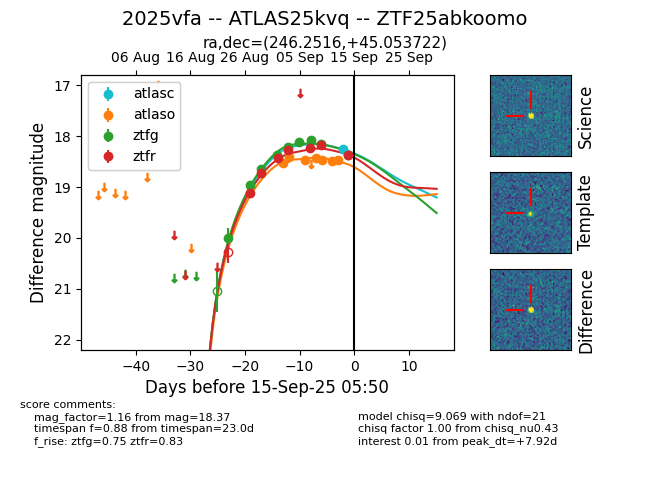 2025vfa -- ATLAS25kvq -- ZTF25abkoomo
ra,dec=(246.2516,+45.053722)
06 Aug 16 Aug 26 Aug 05 Sep 15 Sep 25 Sep
17
18
19
20
21
22
Difference magnitude
atlasc
atlaso
ztfg
ztfr
−40 −30 −20 −10 0 10
Days before 15-Sep-25 05:50
Science
Template
Difference
score comments:
mag_factor=1.16 from mag=18.37
timespan f=0.88 from timespan=23.0d
f_rise: ztfg=0.75 ztfr=0.83
model chisq=9.069 with ndof=21
chisq factor 1.00 from chisq_nu0.43
interest 0.01 from peak_dt=+7.92d